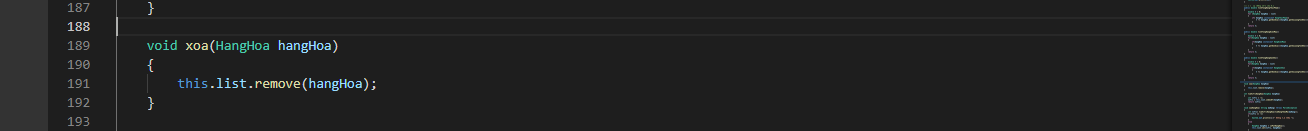 187 }
188
189 void xoa(HangHoa hangHoa)
190 {
191 this.list.remove(hangHoa);
192 }
193